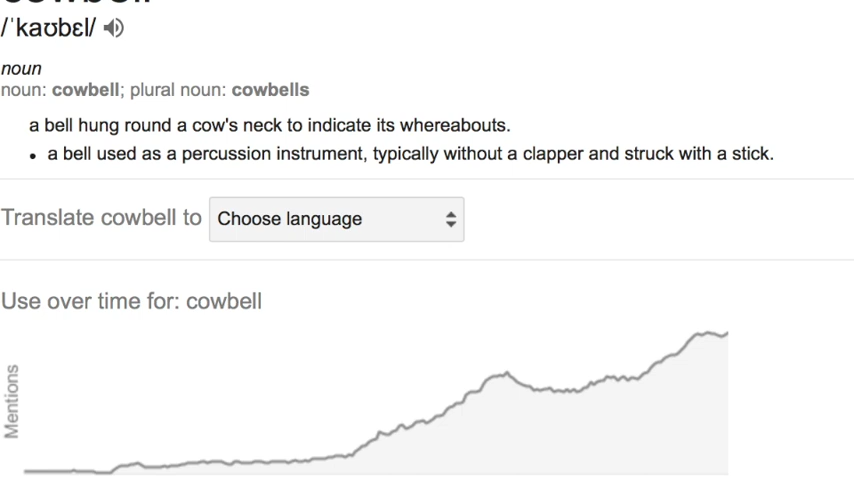 /ˈkaʊbɛl/
noun
noun: cowbell; plural noun: cowbells
a bell hung round a cow's neck to indicate its whereabouts.
• a bell used as a percussion instrument, typically without a clapper and struck with a stick.
Translate cowbell to Choose language
Use over time for: cowbell
Mentions